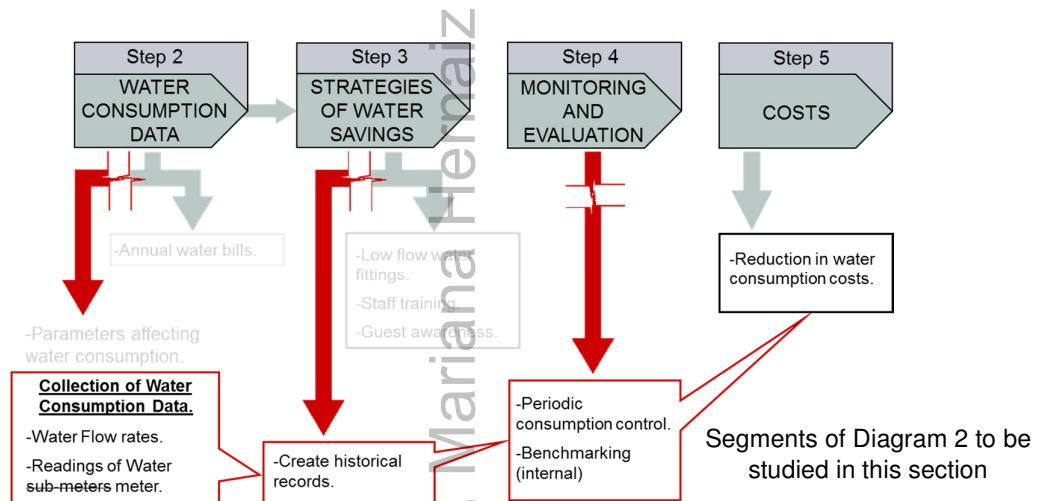 Step 2
WATER
CONSUMPTION
DATA
Step 3
STRATEGIES
OF WATER
SAVINGS
Step 4
MONITORING
AND
EVALUATION
Step 5
COSTS
-Annual water bills.
-Low flow water
fittings.
-Staff training.
-Guest awareness.
-Reduction in water
consumption costs.
-Parameters affecting
water consumption.
Collection of Water
Consumption Data.
-Water Flow rates.
-Readings of Water
sub-meters meter.
-Create historical
records.
-Periodic
consumption control.
-Benchmarking
(internal)
Segments of Diagram 2 to be
studied in this section
Mariana Hernaiz